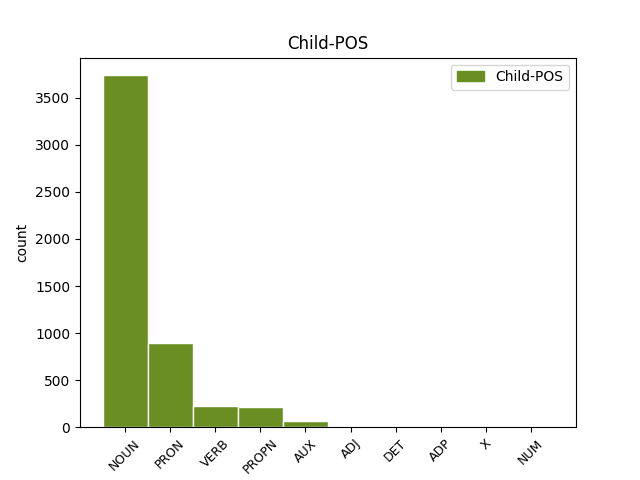 Child-POS
Child-POS
3500
3000
2500
2000
1500
1000
500
0
count
NOUN PRON VERB PROPN AUX ADJ DET ADP X NUM